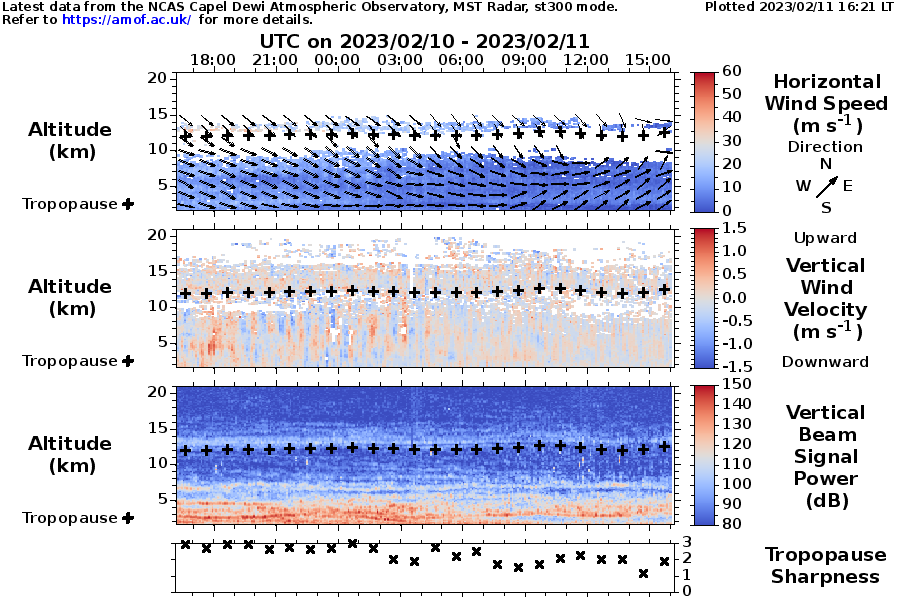 Latest data from the NCAS Capel Dewi Atmospheric Observatory, MST Radar, st300 mode.
Plotted 2023/02/11 16:21 LT
Refer to https://amof.ac.uk/ for more details.
UTC on 2023/02/10 - 2023/02/11
18:00 21:00 00:00 03:00 06:00 09:00 12:00 15:00
Altitude
(km)
20
15
10
5
Tropopause
60
50
40
30
20
10
0
Horizontal
Wind Speed
(m s-1)
Direction
N
W E
S
Altitude
(km)
20
15
10
5
Tropopause
1.5
1.0
0.5
0.0
-0.5
-1.0
-1.5
Upward
Vertical
Wind
Velocity
(m s-1)
Downward
Altitude
(km)
20
15
10
5
Tropopause
150
140
130
120
110
100
90
80
Vertical
Beam
Signal
Power
(dB)
3
2
1
0
Tropopause
Sharpness